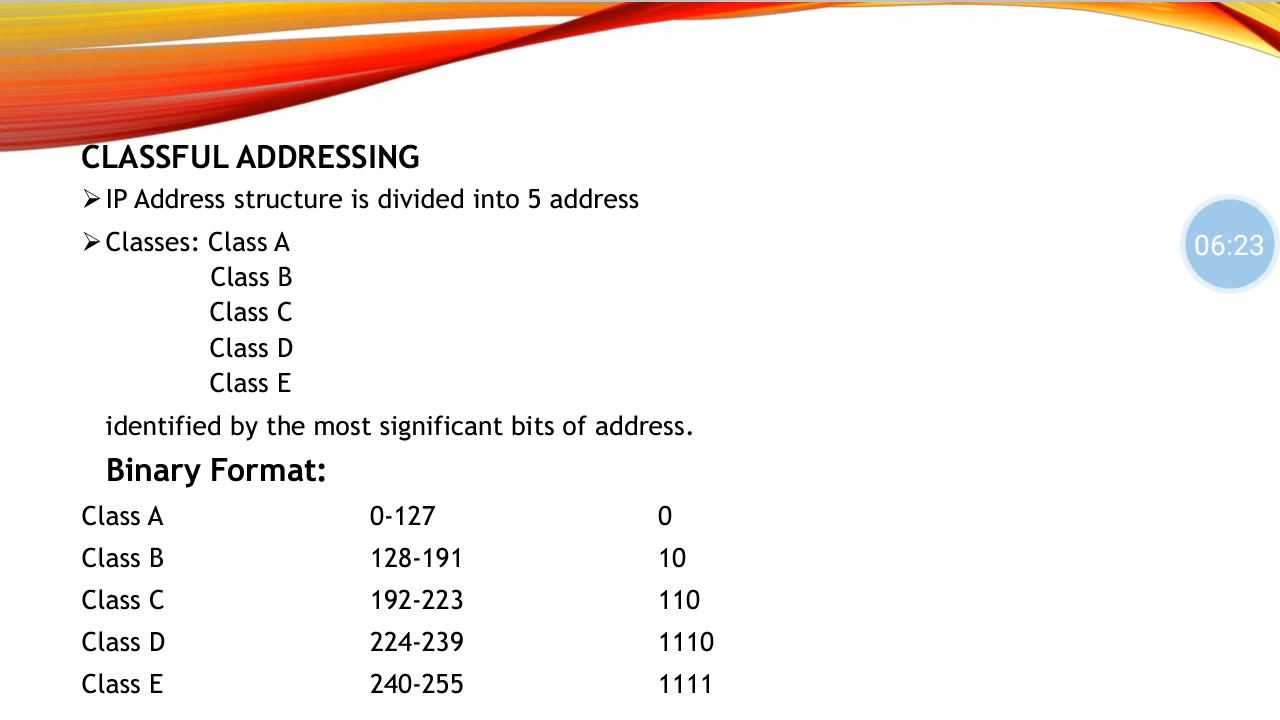 CLASSFUL ADDRESSING
➢IP Address structure is divided into 5 address
➢Classes: Class A
Class B
Class C
Class D
Class E
identified by the most significant bits of address.
Binary Format:
Class A 0-127 0
Class B 128-191 10
Class C 192-223 110
Class D 224-239 1110
Class E 240-255 1111
06:23